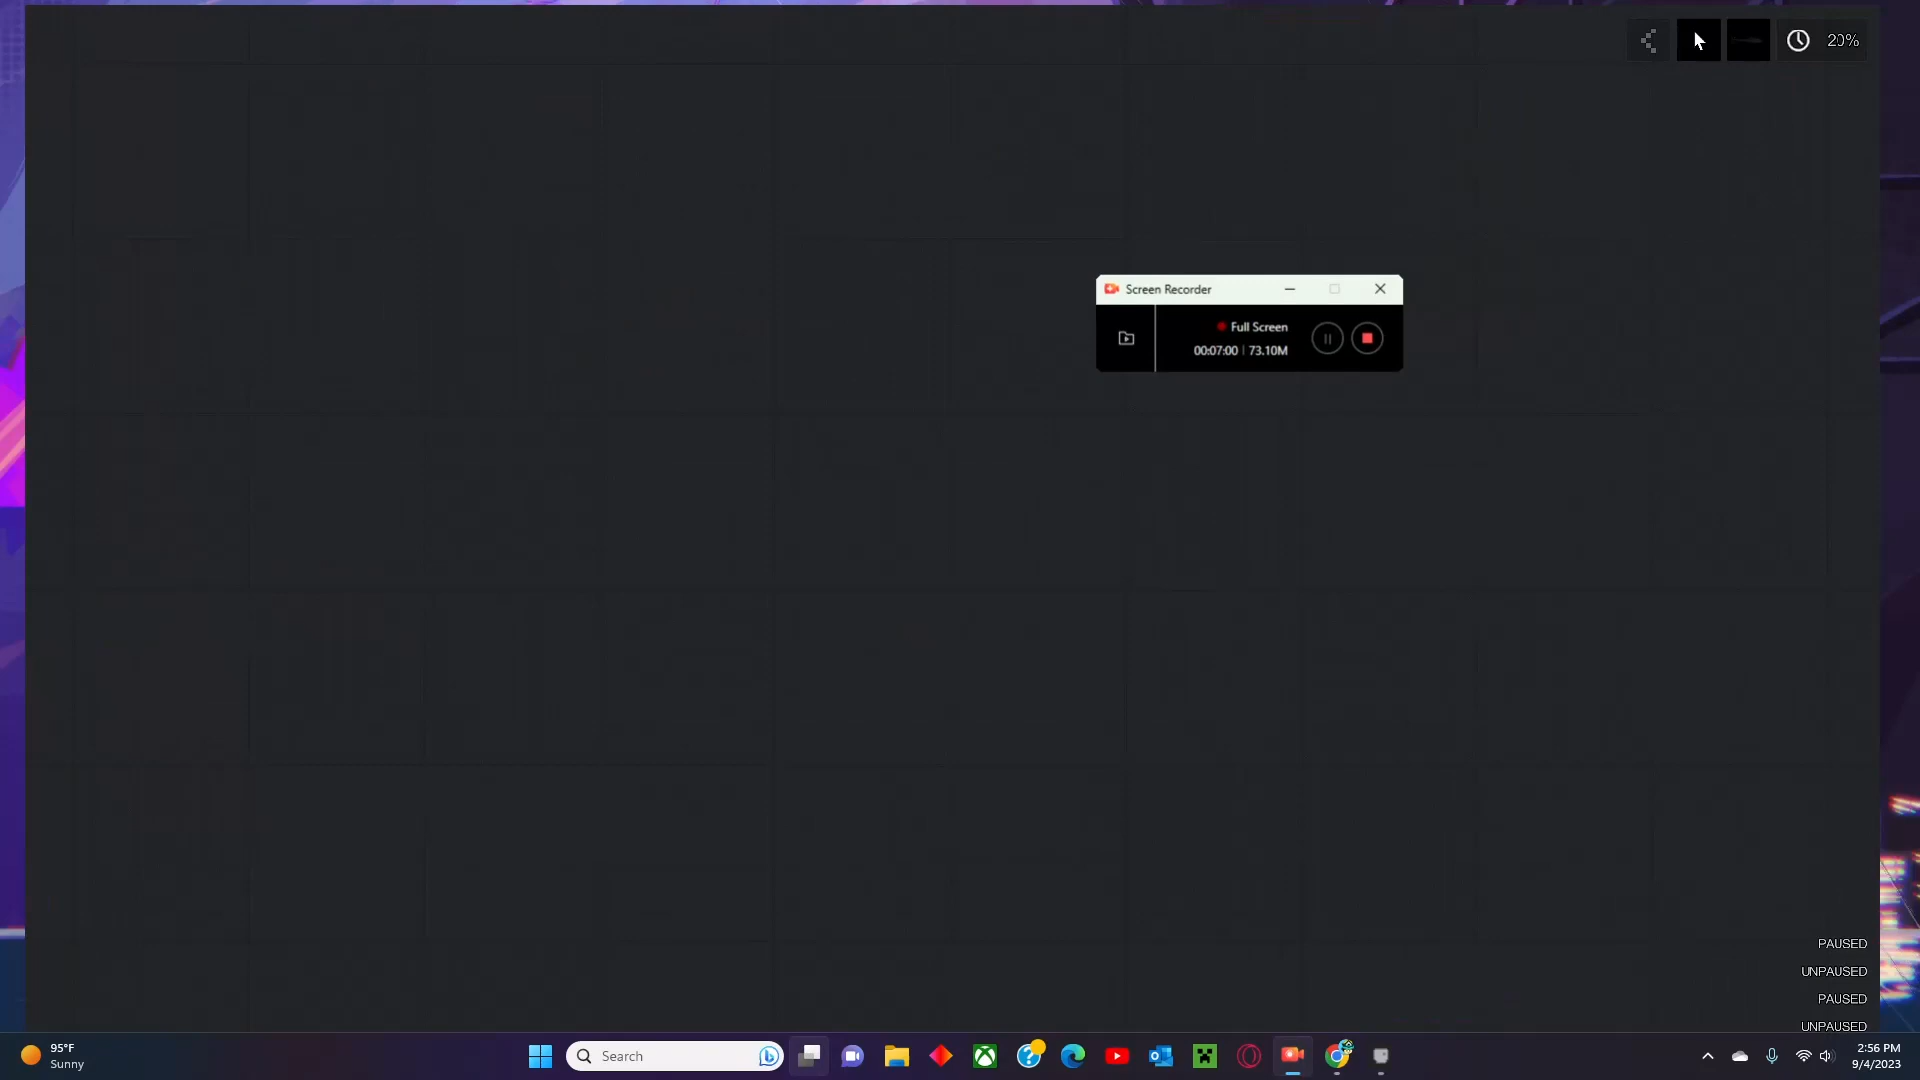 20%
Screen Recorder
Full Screen
00:07:00 | 73.10M
PAUSED
UNPAUSED
PAUSED
UNPAUSED
95°F
Sunny
Search
2:56 PM
9/4/2023